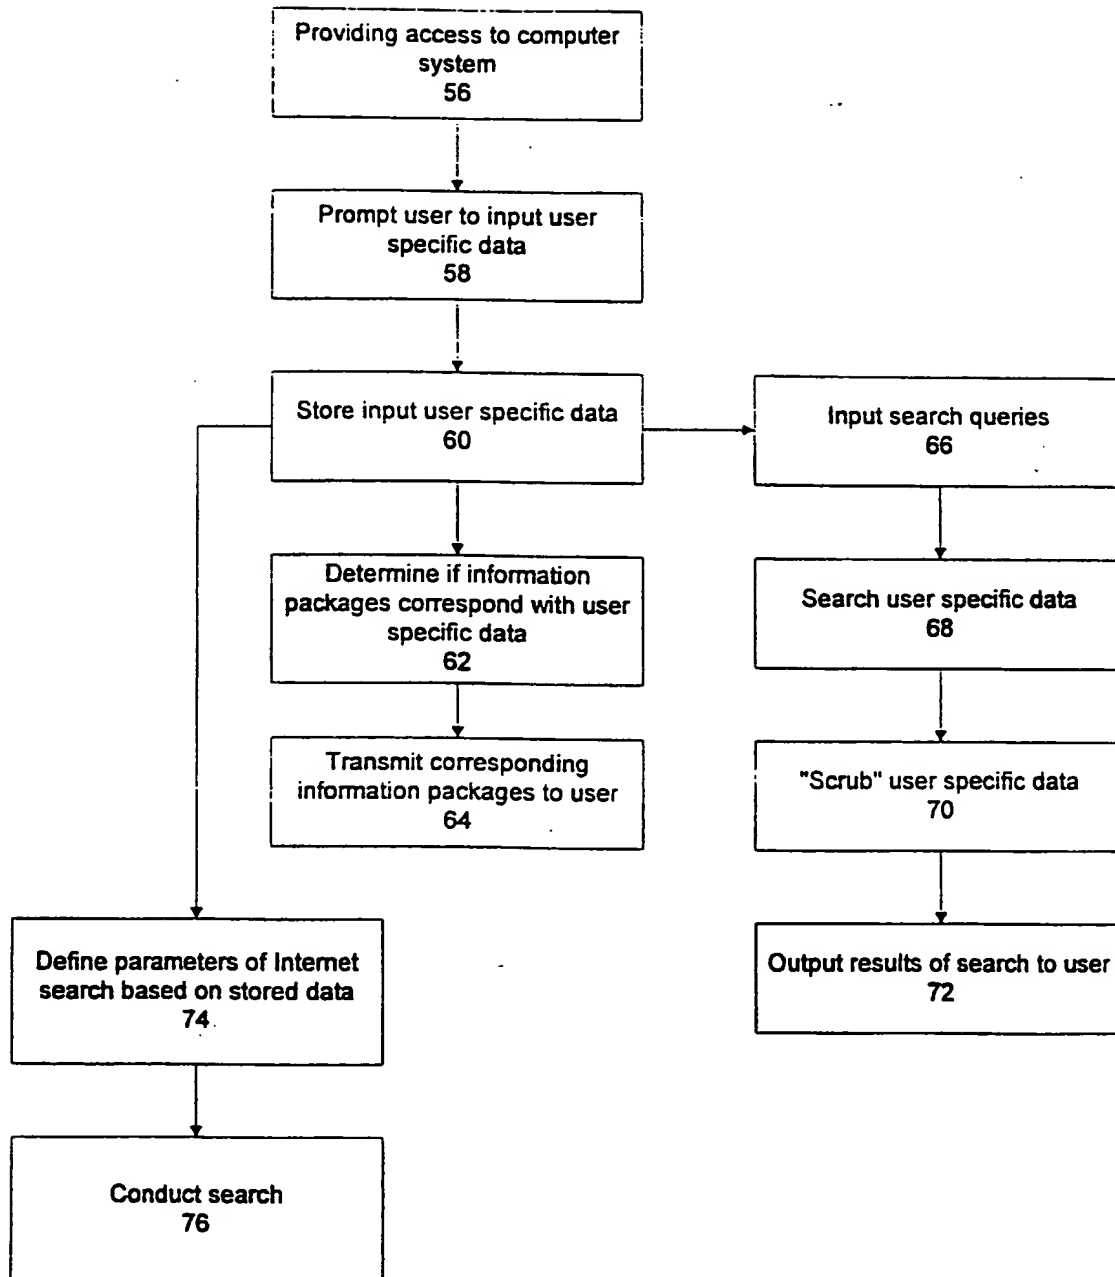 Providing access to computer
system
56
Prompt user to input user
specific data
58
Store input user specific data
60
Input search queries
66
Determine if information
packages correspond with user
specific data
62
Search user specific data
68
Transmit corresponding
information packages to user
64
"Scrub" user specific data
70
Define parameters of Internet
search based on stored data
74
Output results of search to user
72
Conduct search
76